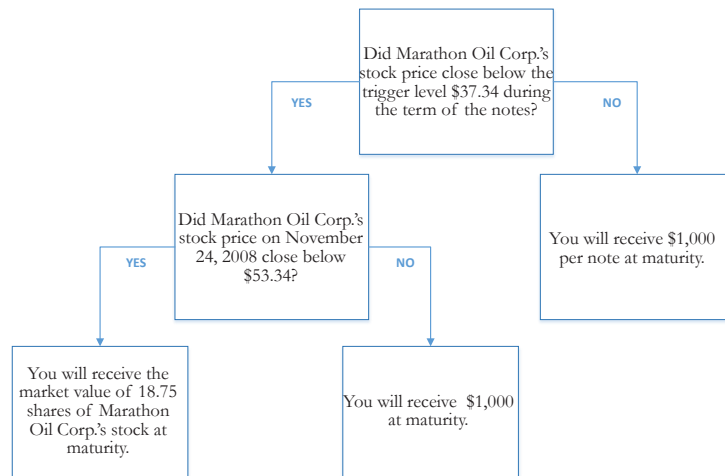 Did Marathon Oil Corp.'s
stock price close below the
trigger level $37.34 during
the term of the notes?
YES
NO
Did Marathon Oil Corp.'s
stock price on November
24, 2008 close below
$53.34?
You will receive $1,000
per note at maturity.
YES
NO
You will receive the
market value of 18.75
shares of Marathon
Oil Corp.'s stock at
maturity.
You will receive $1,000
at maturity.